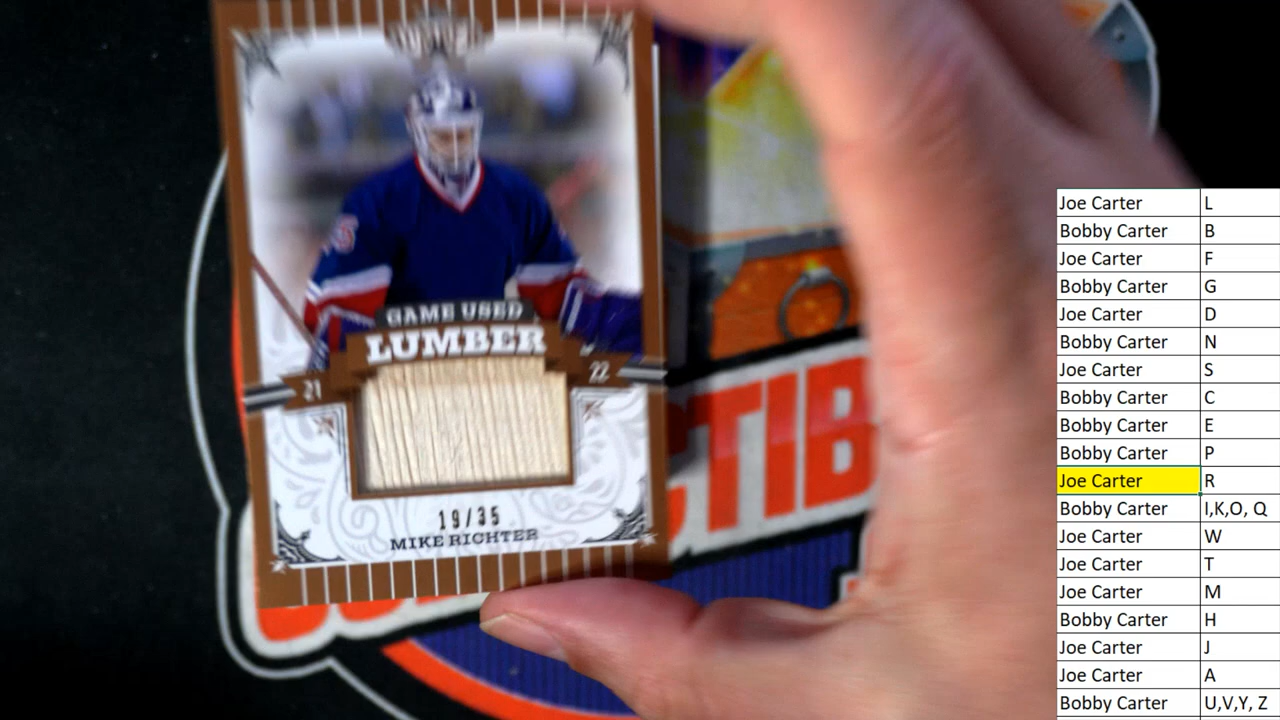 GAME USED
LUMBER
21
22
19/35
MIKE RICHTER
TIB
Joe Carter L
Bobby Carter B
Joe Carter F
Bobby Carter G
Joe Carter D
Bobby Carter N
Joe Carter S
Bobby Carter C
Bobby Carter E
Bobby Carter P
Joe Carter R
Bobby Carter I,K,O, Q
Joe Carter W
Joe Carter T
Joe Carter M
Bobby Carter H
Joe Carter J
Joe Carter A
Bobby Carter U,V,Y, Z